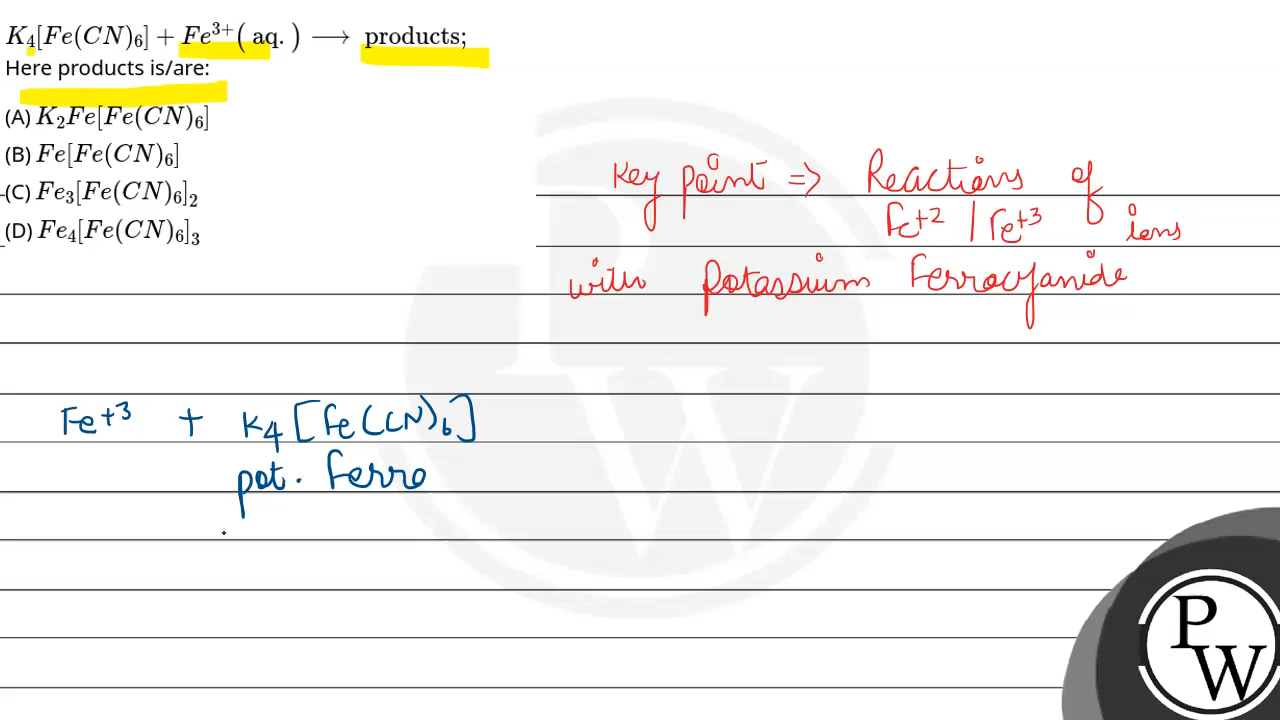 K₄[Fe(CN)₆] + Fe³⁺( aq. ) ⟶ products;
Here products is/are:
(A) K₂Fe[Fe(CN)₆]
(B) Fe[Fe(CN)₆]
(C) Fe₃[Fe(CN)₆]₂
(D) Fe₄[Fe(CN)₆]₃
Key point ⇒ Reactions of
Fe⁺² | Fe⁺³ ions
with Potassium Ferrocyanide
Fe⁺³ + K₄[Fe(CN)₆]
pot. Ferro
PW
PW